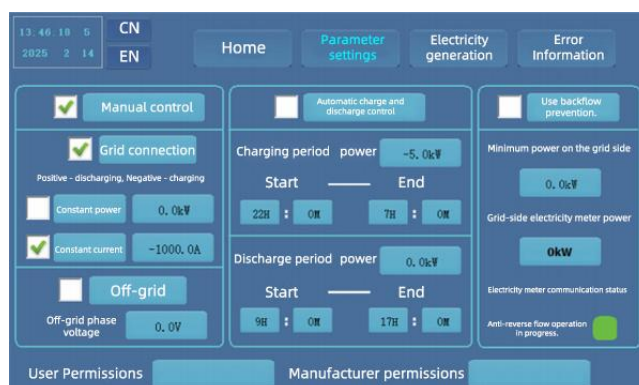 13.46.18 5
2025 2 14
CN
EN
Home
Parameter
settings
Electricity
generation
Error
Information
Manual control
Grid connection
Positive - discharging, Negative - charging
Constant power
0.0kW
Constant current
-1000.0A
Off-grid
Off-grid phase
voltage
0.0V
Automatic charge and
discharge control
Charging period power
-5.0kW
Start
End
22H : 0M
7H : 0M
Discharge period power
0.0kW
Start
End
9H : 0M
17H : 0M
Use backflow
prevention.
Minimum power on the grid side
0.0kW
Grid-side electricity meter power
0kW
Electricity meter communication status
Anti-reverse flow operation
in progress.
User Permissions
Manufacturer permissions